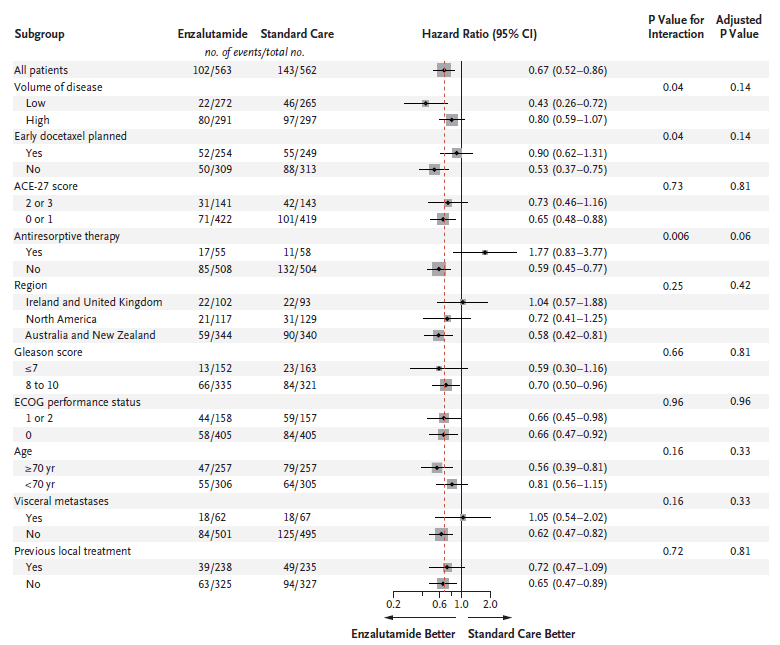 Subgroup Enzalutamide Standard Care Hazard Ratio (95% CI) P Value for Interaction Adjusted P Value
no. of events/total no.
All patients 102/563 143/562 0.67 (0.52–0.86)
Volume of disease 0.04 0.14
Low 22/272 46/265 0.43 (0.26–0.72)
High 80/291 97/297 0.80 (0.59–1.07)
Early docetaxel planned 0.04 0.14
Yes 52/254 55/249 0.90 (0.62–1.31)
No 50/309 88/313 0.53 (0.37–0.75)
ACE-27 score 0.73 0.81
2 or 3 31/141 42/143 0.73 (0.46–1.16)
0 or 1 71/422 101/419 0.65 (0.48–0.88)
Antiresorptive therapy 0.006 0.06
Yes 17/55 11/58 1.77 (0.83–3.77)
No 85/508 132/504 0.59 (0.45–0.77)
Region 0.25 0.42
Ireland and United Kingdom 22/102 22/93 1.04 (0.57–1.88)
North America 21/117 31/129 0.72 (0.41–1.25)
Australia and New Zealand 59/344 90/340 0.58 (0.42–0.81)
Gleason score 0.66 0.81
≤7 13/152 23/163 0.59 (0.30–1.16)
8 to 10 66/335 84/321 0.70 (0.50–0.96)
ECOG performance status 0.96 0.96
1 or 2 44/158 59/157 0.66 (0.45–0.98)
0 58/405 84/405 0.66 (0.47–0.92)
Age 0.16 0.33
≥70 yr 47/257 79/257 0.56 (0.39–0.81)
<70 yr 55/306 64/305 0.81 (0.56–1.15)
Visceral metastases 0.16 0.33
Yes 18/62 18/67 1.05 (0.54–2.02)
No 84/501 125/495 0.62 (0.47–0.82)
Previous local treatment 0.72 0.81
Yes 39/238 49/235 0.72 (0.47–1.09)
No 63/325 94/327 0.65 (0.47–0.89)
0.2 0.6 1.0 2.0
Enzalutamide Better Standard Care Better